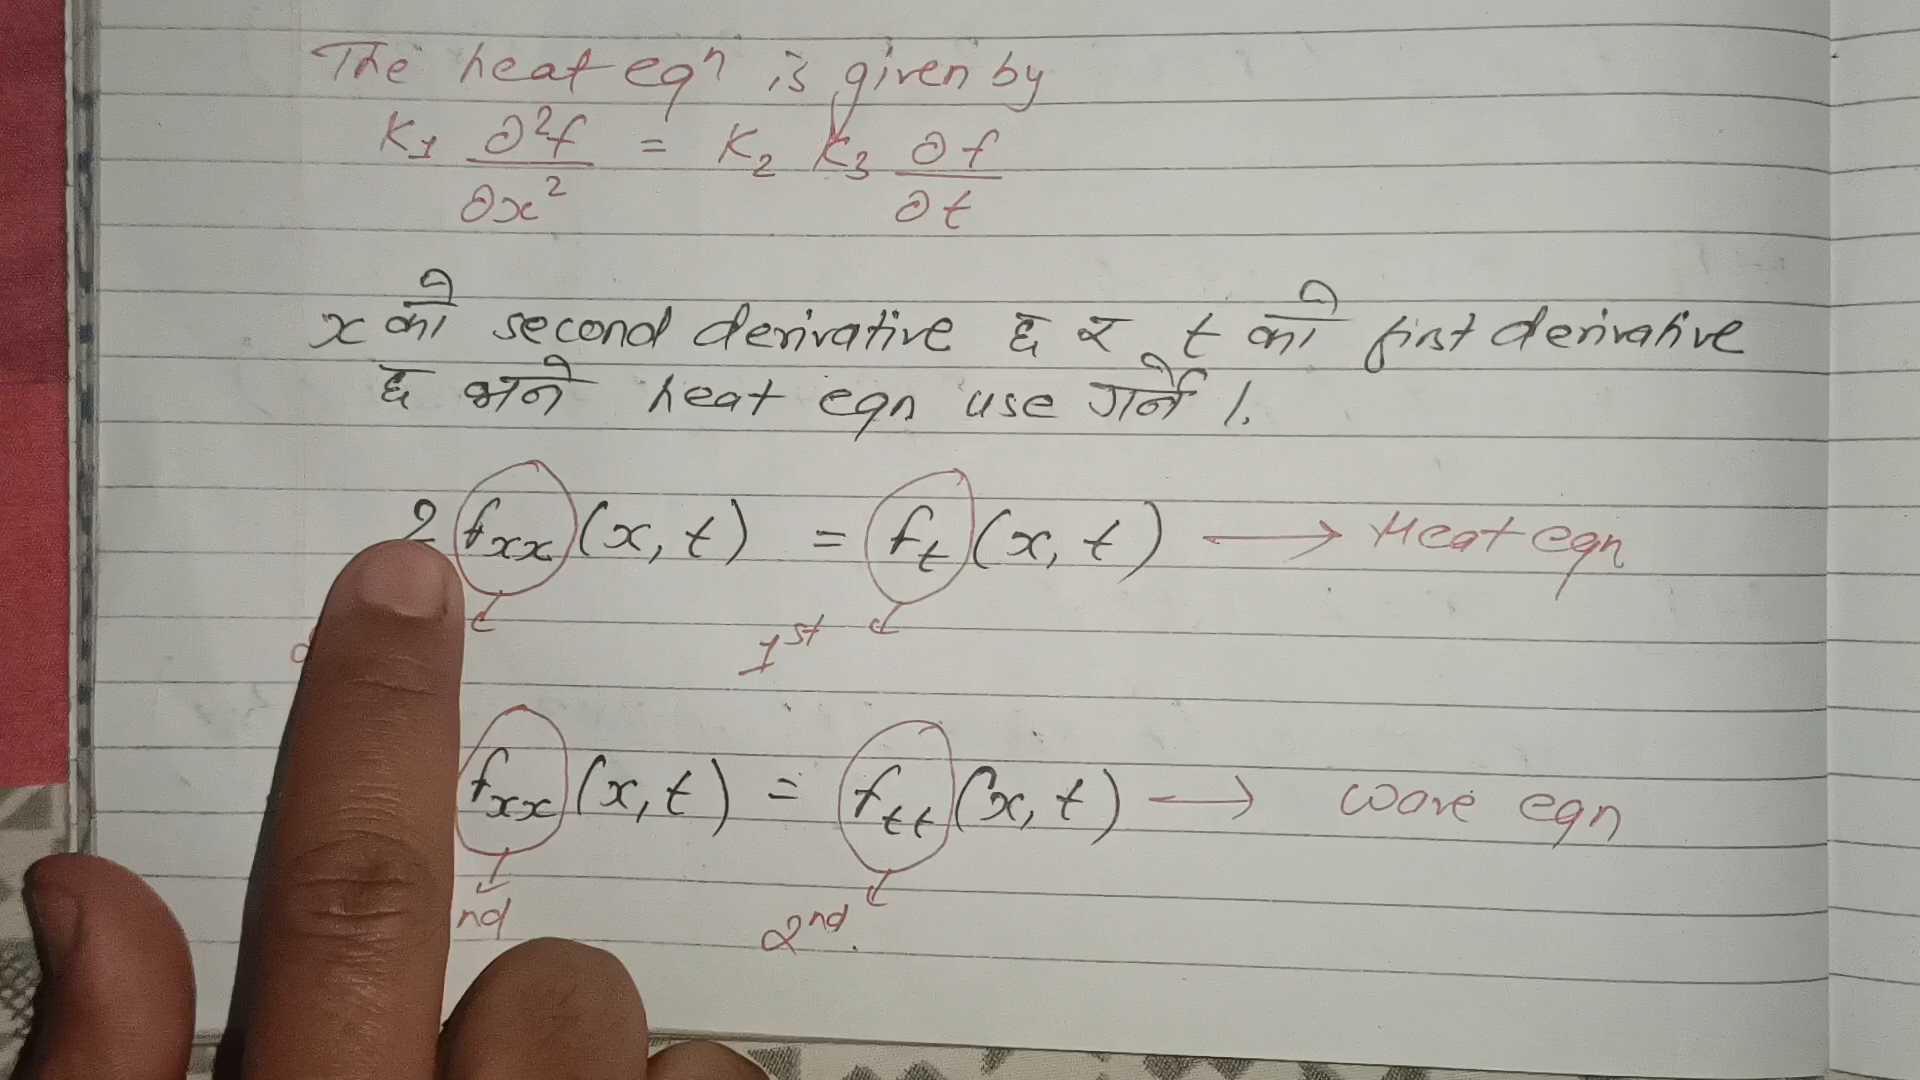 The heat eqn is given by
K1 ∂²f/∂x² = K2 K3 ∂f/∂t
x को second derivative छ र t को first derivative
छ भने heat eqn use गर्ने ।.
2 fxx (x, t) = ft (x, t) → Heat eqn
1st
fxx (x, t) = ftt (x, t) → wave eqn
nd 2nd.